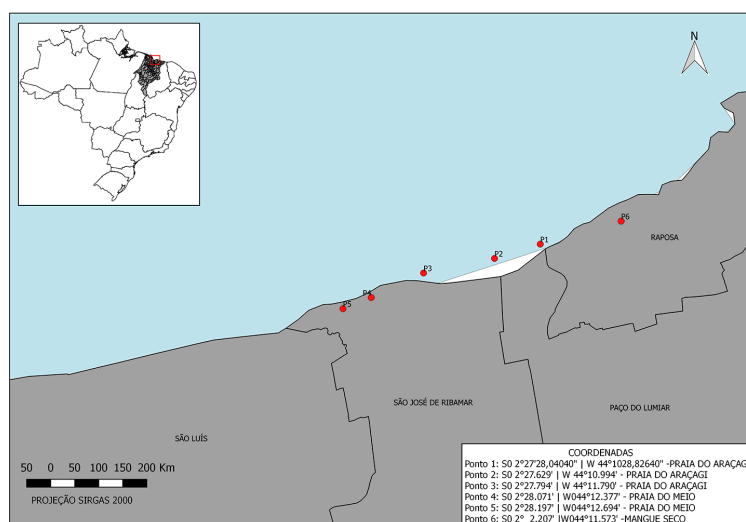 N
P6
RAPOSA
P1
P2
P3
P4
P5
SÃO JOSÉ DE RIBAMAR
PAÇO DO LUMIAR
SÃO LUÍS
50 0 50 100 150 200 Km
PROJEÇÃO SIRGAS 2000
COORDENADAS
Ponto 1: S0 2°27'28,04040" | W 44°1028,82640" -PRAIA DO ARAÇAG
Ponto 2: S0 2°27.629' | W 44°10.994' - PRAIA DO ARAÇAGI
Ponto 3: S0 2°27.794' | W 44°11.790' - PRAIA DO ARAÇAGI
Ponto 4: S0 2°28.071' | W044°12.377' - PRAIA DO MEIO
Ponto 5: S0 2°28.197' |W044°12.694' - PRAIA DO MEIO
Ponto 6: S0 2° 2.207' |W044°11.573' -MANGUE SECO